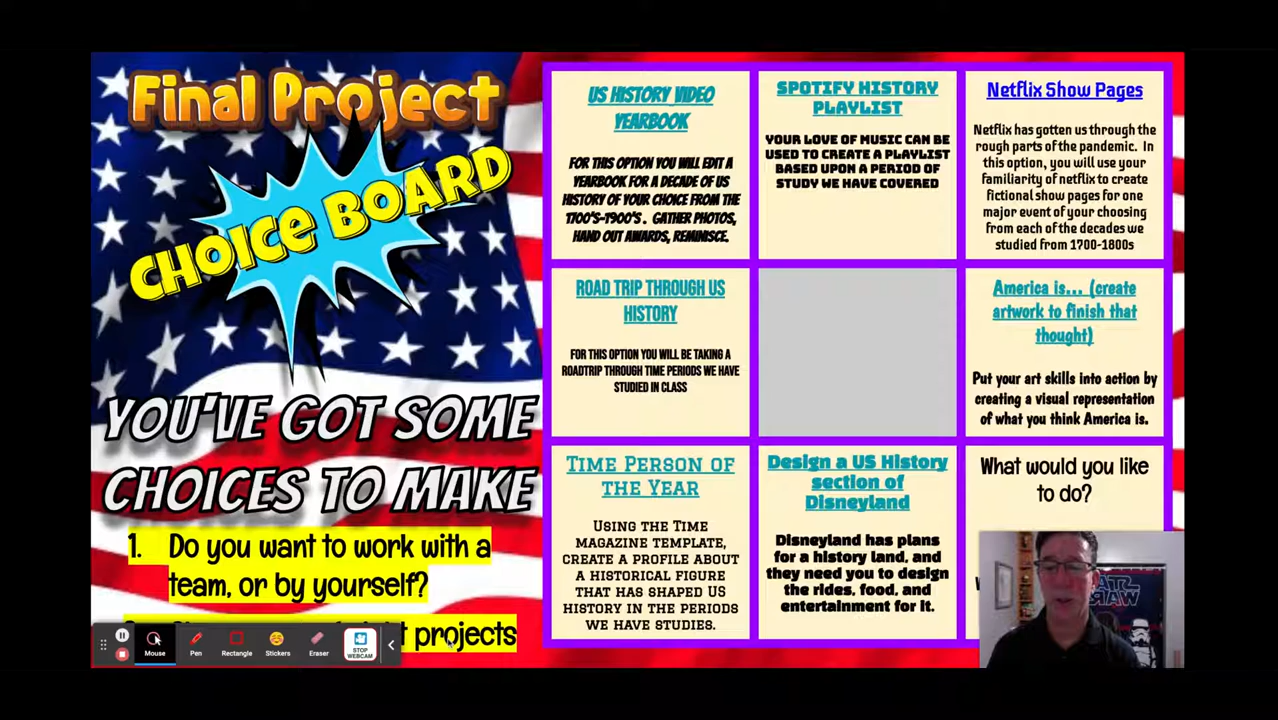 Final Project
CHOICE BOARD
YOU'VE GOT SOME
CHOICES TO MAKE
1. Do you want to work with a
team, or by yourself?
projects
US HISTORY VIDEO
YEARBOOK
FOR THIS OPTION YOU WILL EDIT A
YEARBOOK FOR A DECADE OF US
HISTORY OF YOUR CHOICE FROM THE
1700'S-1900'S. GATHER PHOTOS,
HAND OUT AWARDS, REMINISCE.
SPOTIFY HISTORY
PLAYLIST
YOUR LOVE OF MUSIC CAN BE
USED TO CREATE A PLAYLIST
BASED UPON A PERIOD OF
STUDY WE HAVE COVERED
Netflix Show Pages
Netflix has gotten us through the
rough parts of the pandemic. In
this option, you will use your
familiarity of netflix to create
fictional show pages for one
major event of your choosing
from each of the decades we
studied from 1700-1800s
ROAD TRIP THROUGH US
HISTORY
FOR THIS OPTION YOU WILL BE TAKING A
ROADTRIP THROUGH TIME PERIODS WE HAVE
STUDIED IN CLASS
America is... (create
artwork to finish that
thought)
Put your art skills into action by
creating a visual representation
of what you think America is.
Time Person of
the Year
Using the Time
magazine template,
create a profile about
a historical figure
that has shaped US
history in the periods
we have studies.
Design a US History
section of
Disneyland
Disneyland has plans
for a history land, and
they need you to design
the rides, food, and
entertainment for it.
What would you like
to do?
STAR
WARS
Mouse
Pen
Rectangle
Stickers
Eraser
STOP
WEBCAM